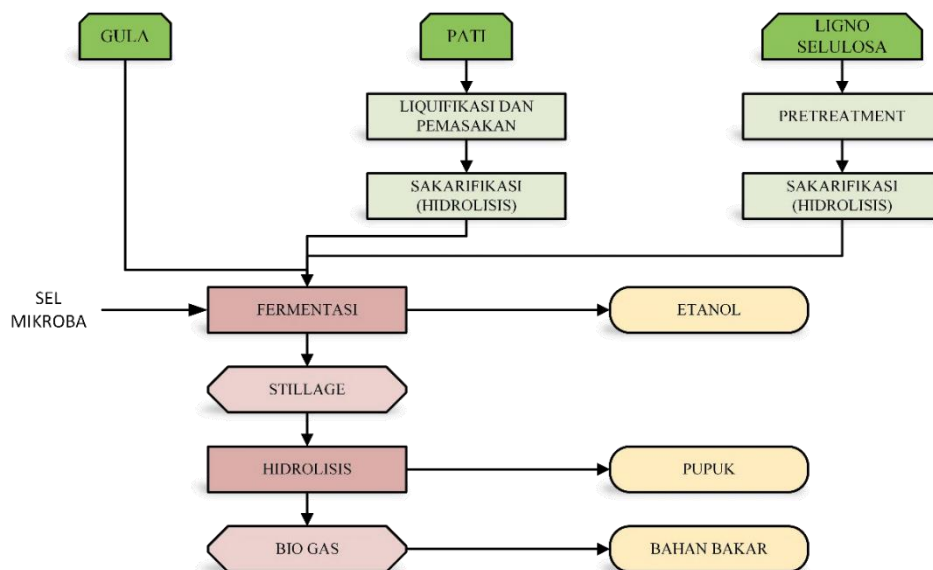 GULA
PATI
LIGNO
SELULOSA
LIQUIFIKASI DAN
PEMASAKAN
PRETREATMENT
SAKARIFIKASI
(HIDROLISIS)
SAKARIFIKASI
(HIDROLISIS)
SEL
MIKROBA
FERMENTASI
ETANOL
STILLAGE
HIDROLISIS
PUPUK
BIO GAS
BAHAN BAKAR